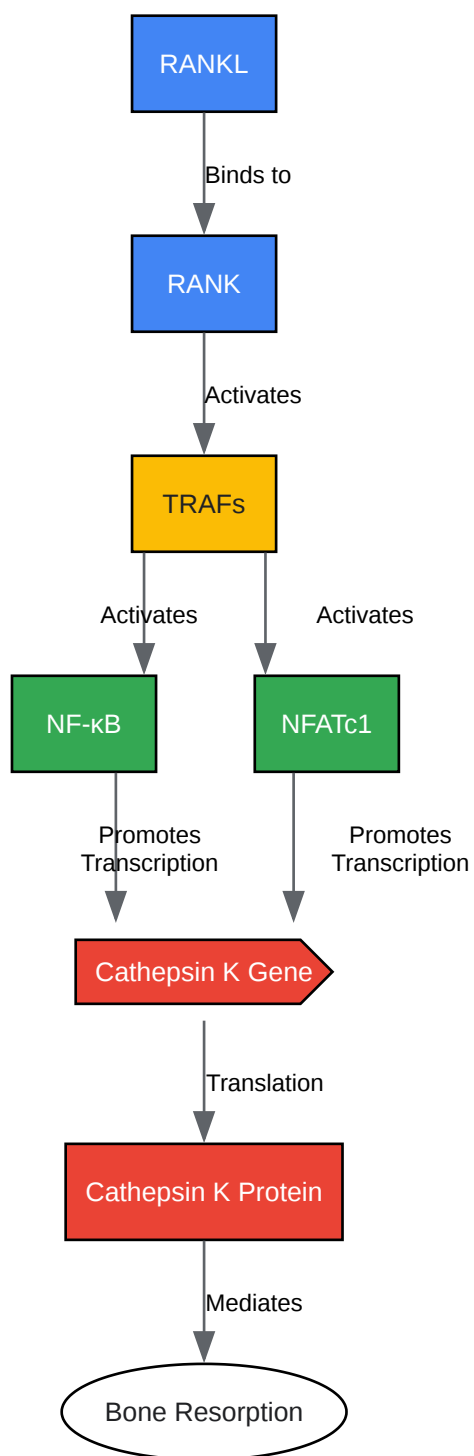 RANKL
Binds to
RANK
Activates
TRAFs
Activates
Activates
NF-κB
NFATc1
Promotes
Transcription
Promotes
Transcription
Cathepsin K Gene
Translation
Cathepsin K Protein
Mediates
Bone Resorption